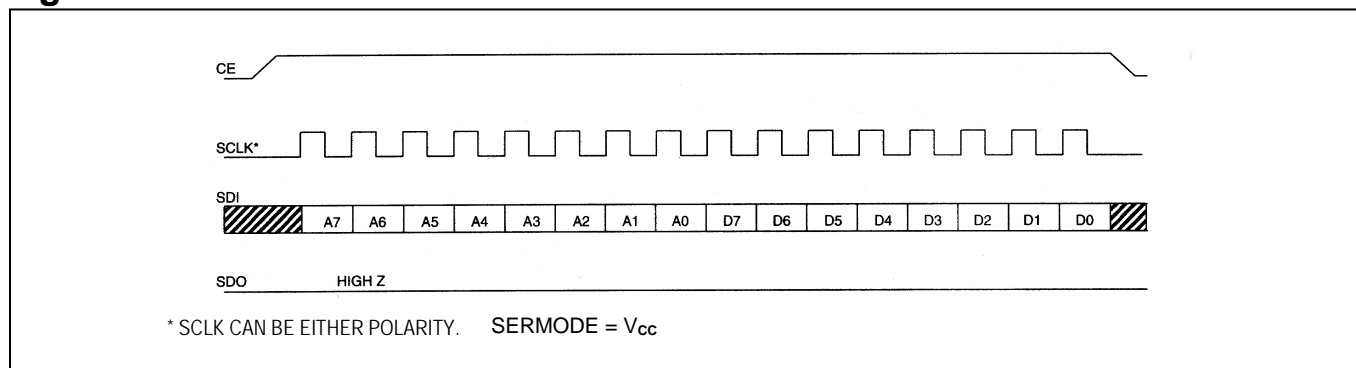 CE
SCLK*
SDI
A7 A6 A5 A4 A3 A2 A1 A0 D7 D6 D5 D4 D3 D2 D1 D0
SDO HIGH Z
* SCLK CAN BE EITHER POLARITY. SERMODE = Vcc